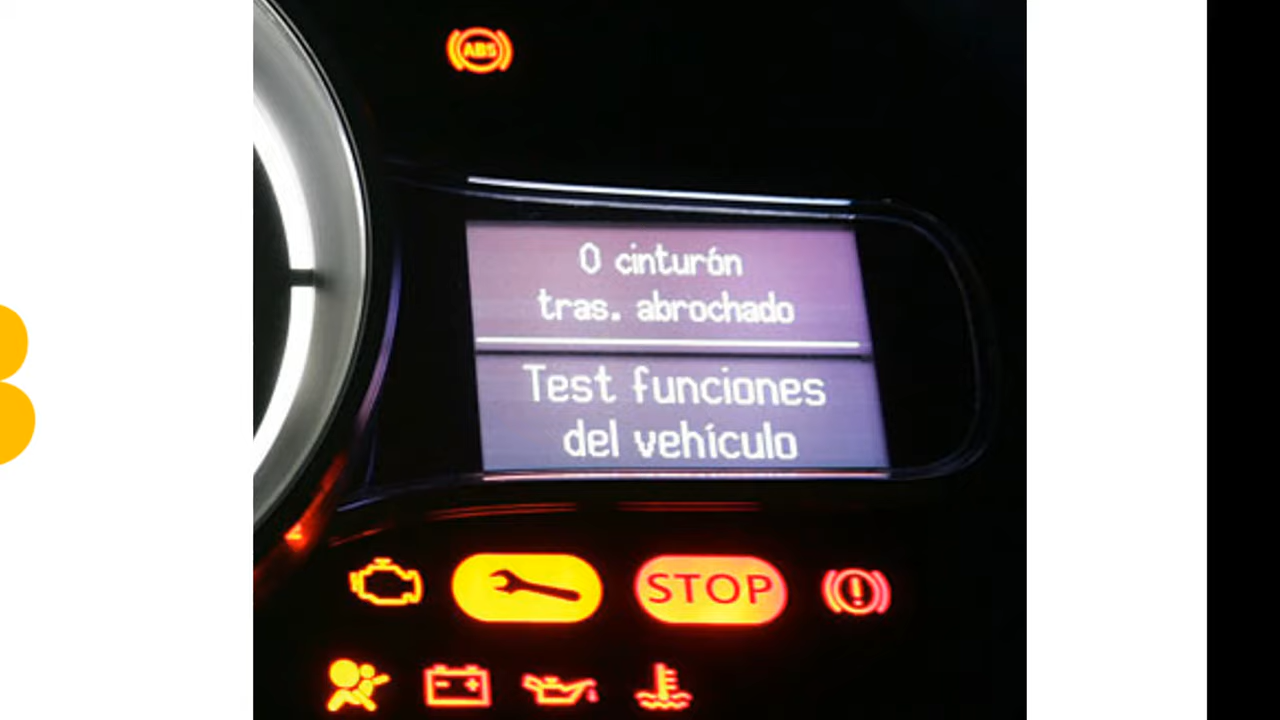 ABS
0 cinturón
tras. abrochado
Test funciones
del vehículo
STOP